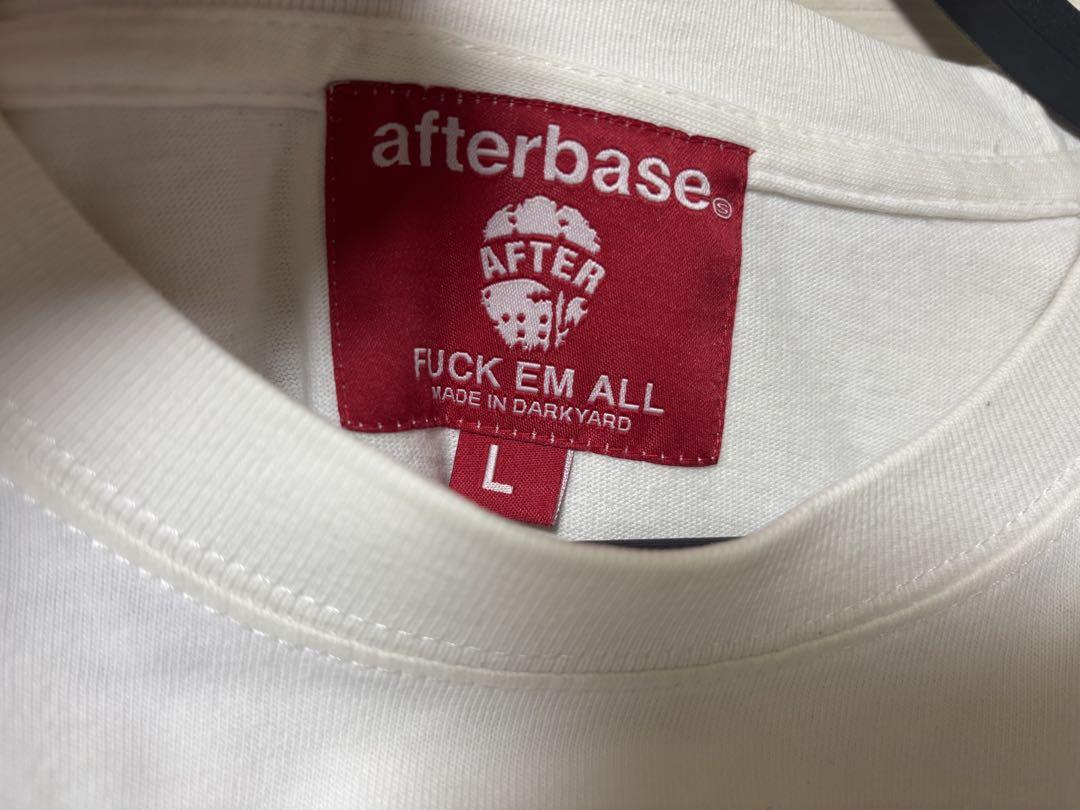 afterbase Ⓢ
AFTER
FUCK EM ALL
MADE IN DARKYARD
L